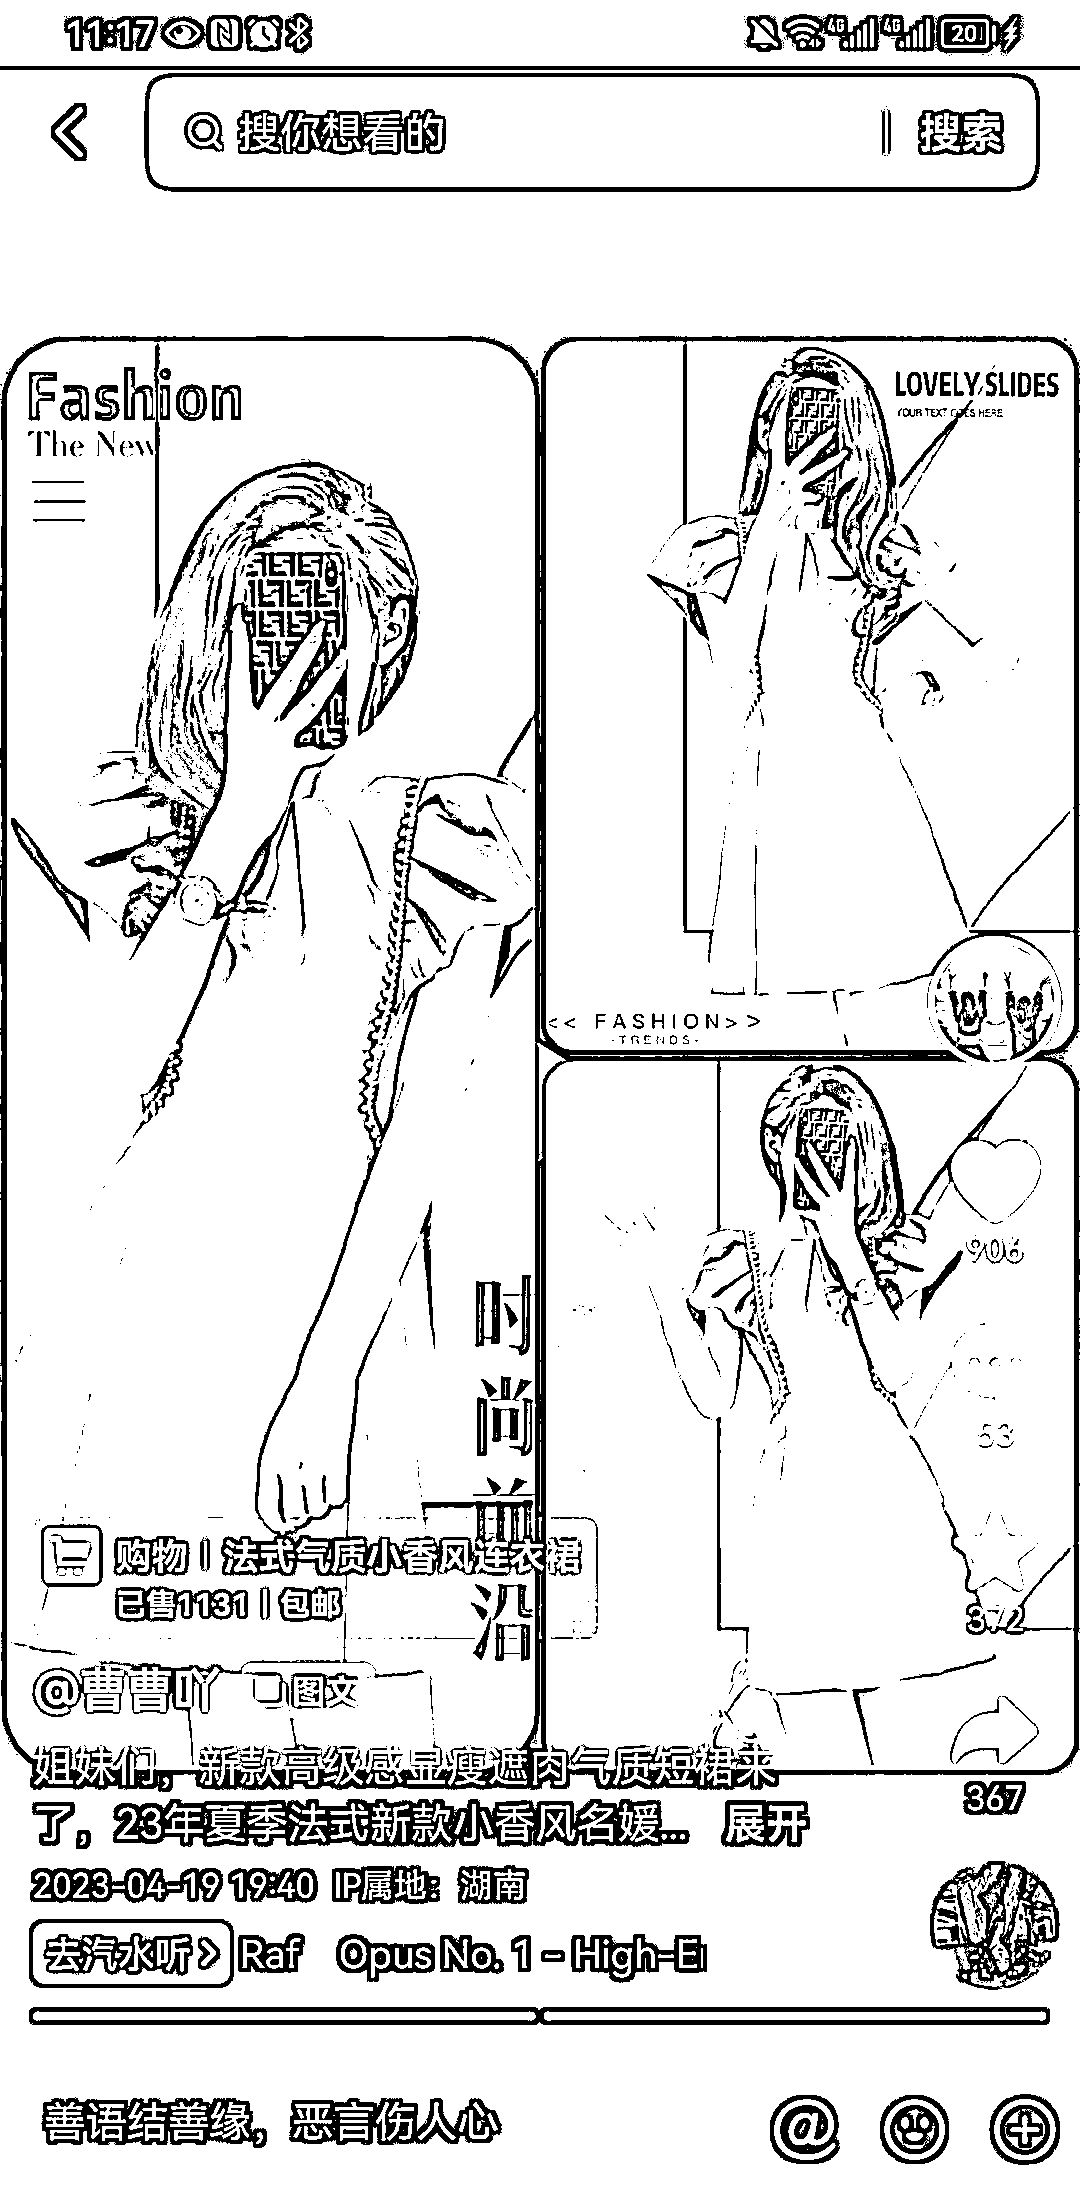 11:17 4G 4G 20
搜你想看的 搜索
Fashion
The New
LOVELY SLIDES
YOUR TEXT GOES HERE
<< FASHION>>
-TRENDS-
906
53
时尚前沿
购物 | 法式气质小香风连衣裙
已售1131 | 包邮
372
@曹曹吖 图文
姐妹们，新款高级感显瘦遮肉气质短裙来
了，23年夏季法式新款小香风名媛... 展开
367
2023-04-19 19:40 IP属地：湖南
去汽水听 > Raf Opus No. 1 - High-E
善语结善缘，恶言伤人心